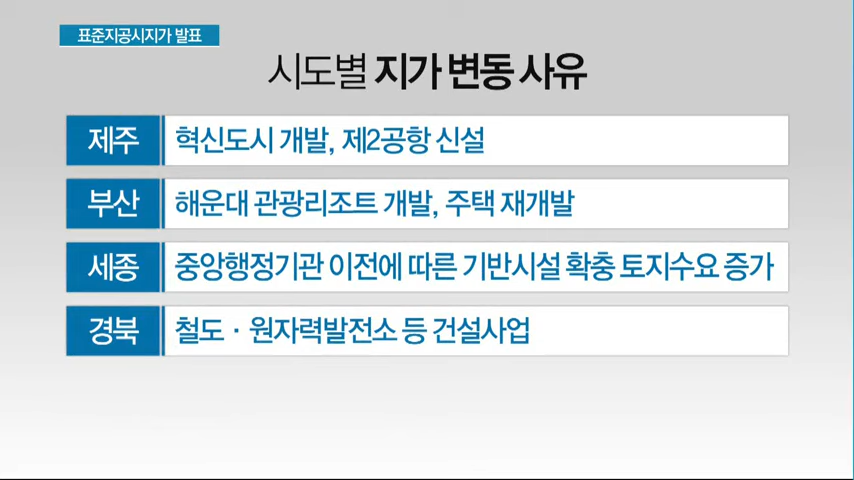 표준지공시지가 발표
시도별 지가 변동 사유
제주 혁신도시 개발, 제2공항 신설
부산 해운대 관광리조트 개발, 주택 재개발
세종 중앙행정기관 이전에 따른 기반시설 확충 토지수요 증가
경북 철도 · 원자력발전소 등 건설사업